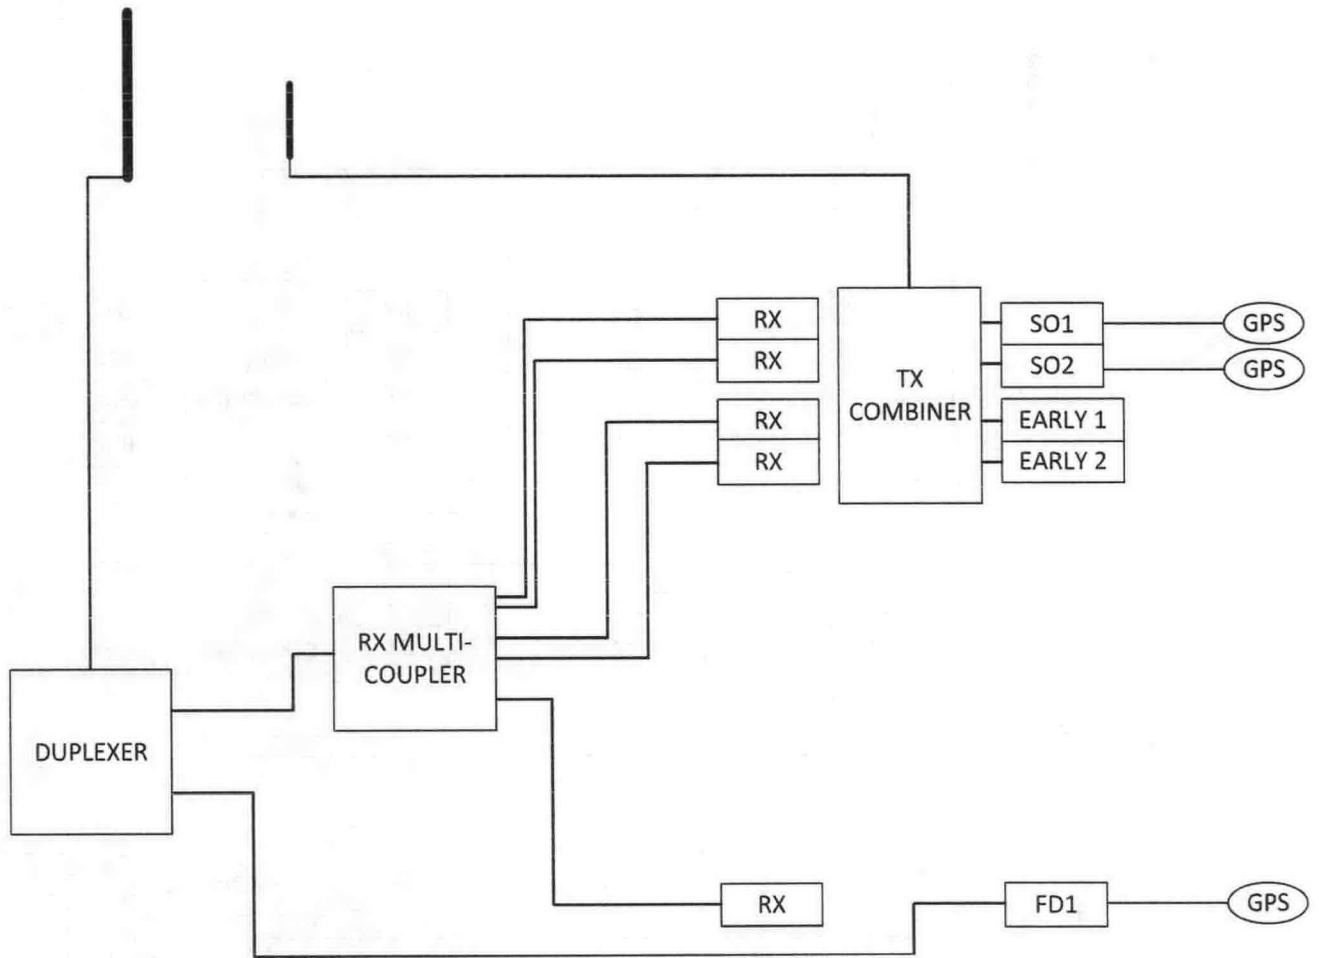 RX
SO1
GPS
RX
SO2
GPS
TX
COMBINER
RX
EARLY 1
RX
EARLY 2
RX MULTI-
COUPLER
DUPLEXER
RX
FD1
GPS